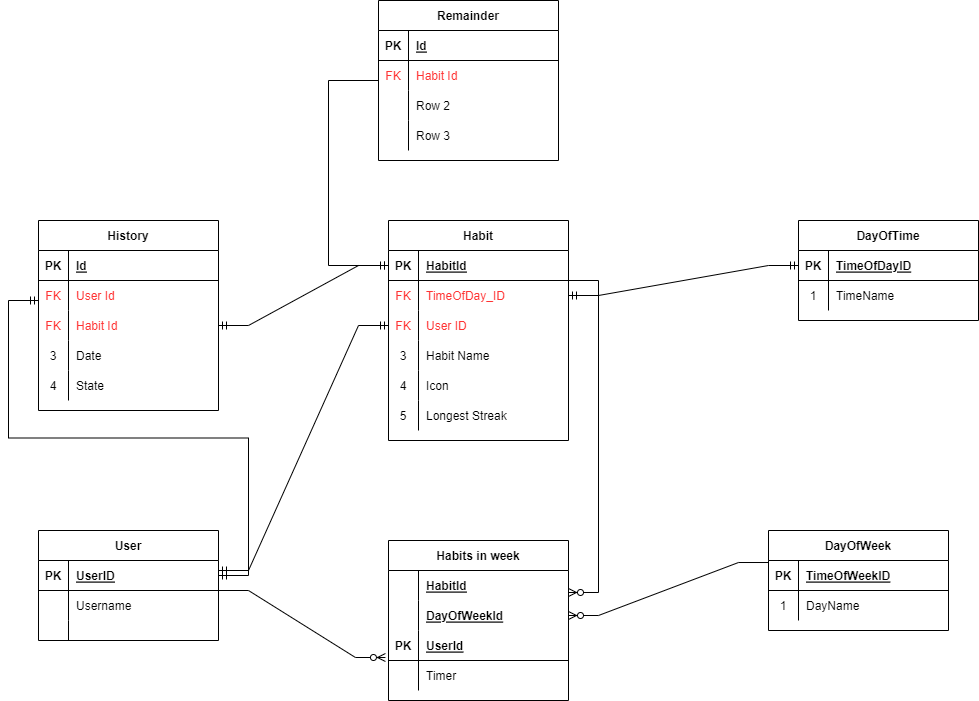 Remainder
PK Id
FK Habit Id
Row 2
Row 3
History
PK Id
FK User Id
FK Habit Id
3 Date
4 State
Habit
PK HabitId
FK TimeOfDay_ID
FK User ID
3 Habit Name
4 Icon
5 Longest Streak
DayOfTime
PK TimeOfDayID
1 TimeName
User
PK UserID
Username
Habits in week
HabitId
DayOfWeekId
PK UserId
Timer
DayOfWeek
PK TimeOfWeekID
1 DayName